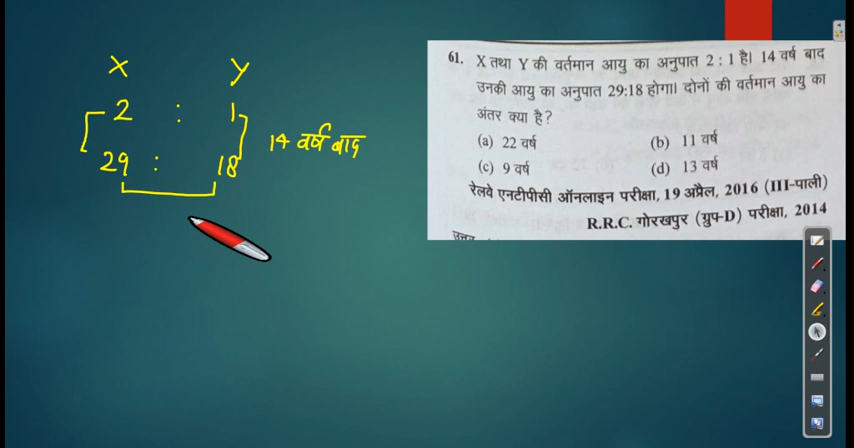 X Y
2 : 1
29 : 18
14 वर्ष बाद
61. X तथा Y की वर्तमान आयु का अनुपात 2 : 1 है। 14 वर्ष बाद
उनकी आयु का अनुपात 29:18 होगा। दोनों की वर्तमान आयु का
अंतर क्या है?
(a) 22 वर्ष (b) 11 वर्ष
(c) 9 वर्ष (d) 13 वर्ष
रेलवे एनटीपीसी ऑनलाइन परीक्षा, 19 अप्रैल, 2016 (III-पाली)
R.R.C. गोरखपुर (ग्रुप-D) परीक्षा, 2014